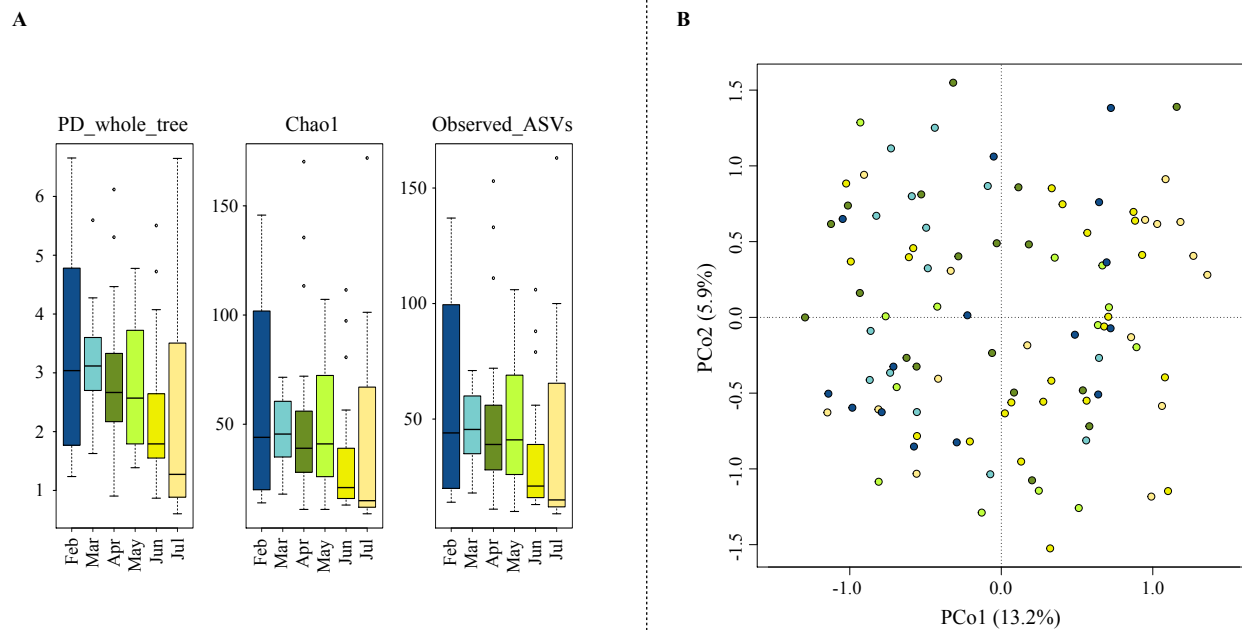 A
B
PD_whole_tree
Chao1
Observed_ASVs
6
5
4
3
2
1
Feb
Mar
Apr
May
Jun
Jul
150
100
50
Feb
Mar
Apr
May
Jun
Jul
150
100
50
Feb
Mar
Apr
May
Jun
Jul
PCo2 (5.9%)
1.5
1.0
0.5
0.0
-0.5
-1.0
-1.5
-1.0
0.0
1.0
PCo1 (13.2%)